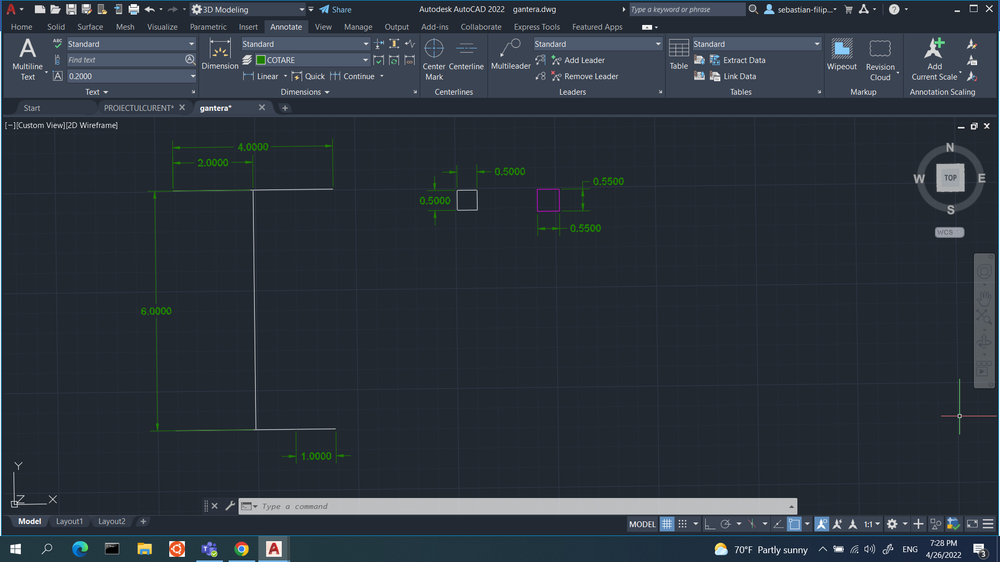 3D Modeling
Share
Autodesk AutoCAD 2022 gantera.dwg
Type a keyword or phrase
sebastian-filip...
Home Solid Surface Mesh Visualize Parametric Insert Annotate View Manage Output Add-ins Collaborate Express Tools Featured Apps
Multiline
Text
ABC
Standard
Find text
0.2000
Text
Dimension
Standard
COTARE
Linear Quick Continue
Dimensions
Center
Mark
Centerline
Centerlines
Multileader
Standard
Add Leader
Remove Leader
Leaders
Table
Standard
Extract Data
Link Data
Tables
Wipeout
Revision
Cloud
Markup
Add
Current Scale
Annotation Scaling
Start PROIECTULCURENT* gantera*
[−][Custom View][2D Wireframe]
4.0000
2.0000
0.5000
0.5500
0.5000
0.5500
6.0000
1.0000
N
W TOP E
S
WCS
Y
Z X
Type a command
Model Layout1 Layout2
MODEL 1:1
70°F Partly sunny
ENG
7:28 PM
4/26/2022
3